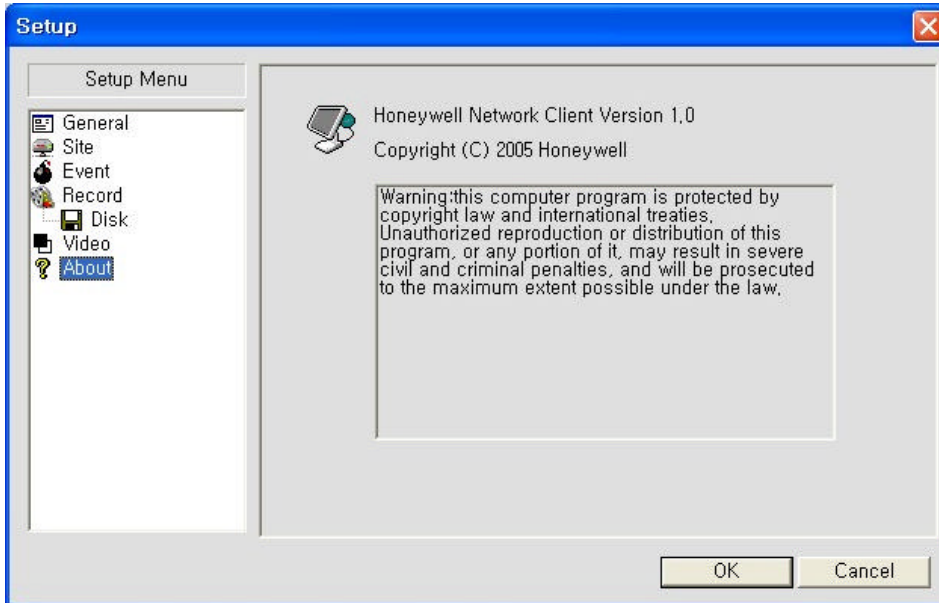 Setup
Setup Menu
General
Site
Event
Record
Disk
Video
About
Honeywell Network Client Version 1,0
Copyright (C) 2005 Honeywell
Warning:this computer program is protected by
copyright law and international treaties,
Unauthorized reproduction or distribution of this
program, or any portion of it, may result in severe
civil and criminal penalties, and will be prosecuted
to the maximum extent possible under the law,
OK
Cancel